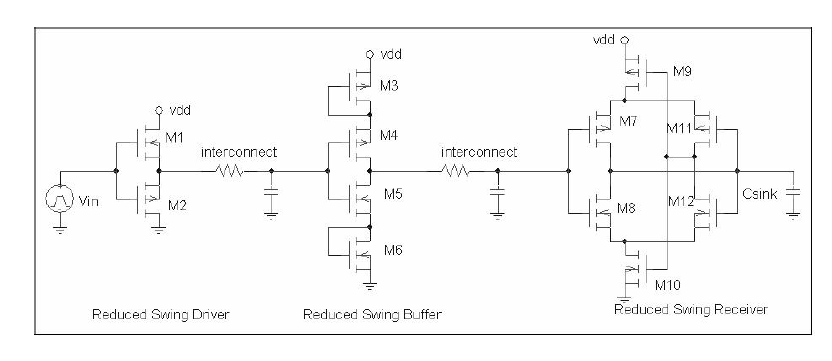 vdd
M1
M2
Vin
interconnect
Reduced Swing Driver
vdd
M3
M4
M5
M6
Reduced Swing Buffer
interconnect
vdd
M9
M7
M11
M8
M12
M10
Csink
Reduced Swing Receiver